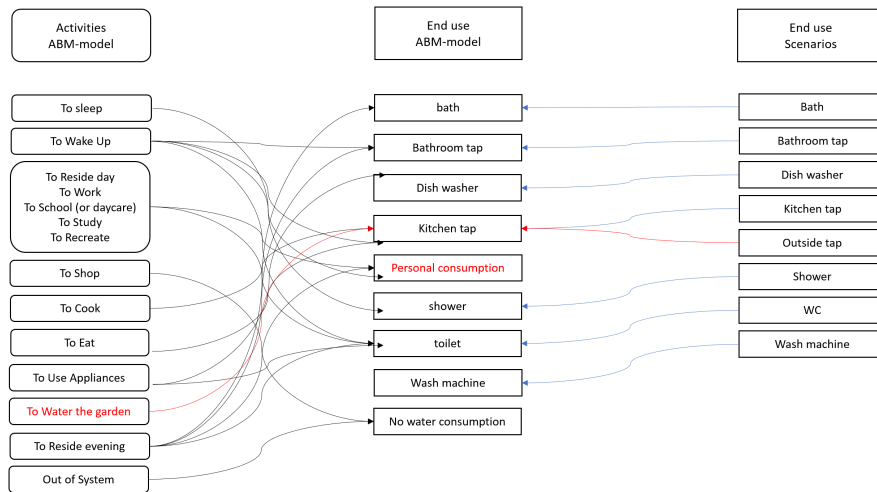 Activities
ABM-model
To sleep
To Wake Up
To Reside day
To Work
To School (or daycare)
To Study
To Recreate
To Shop
To Cook
To Eat
To Use Appliances
To Water the garden
To Reside evening
Out of System
End use
ABM-model
bath
Bathroom tap
Dish washer
Kitchen tap
Personal consumption
shower
toilet
Wash machine
No water consumption
End use
Scenarios
Bath
Bathroom tap
Dish washer
Kitchen tap
Outside tap
Shower
WC
Wash machine